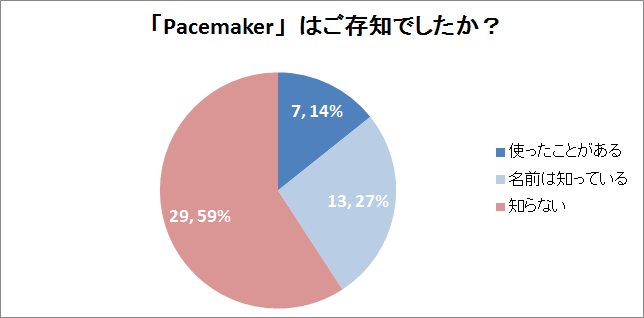 「Pacemaker」はご存知でしたか？
7, 14%
使ったことがある
名前は知っている
13, 27%
知らない
29, 59%